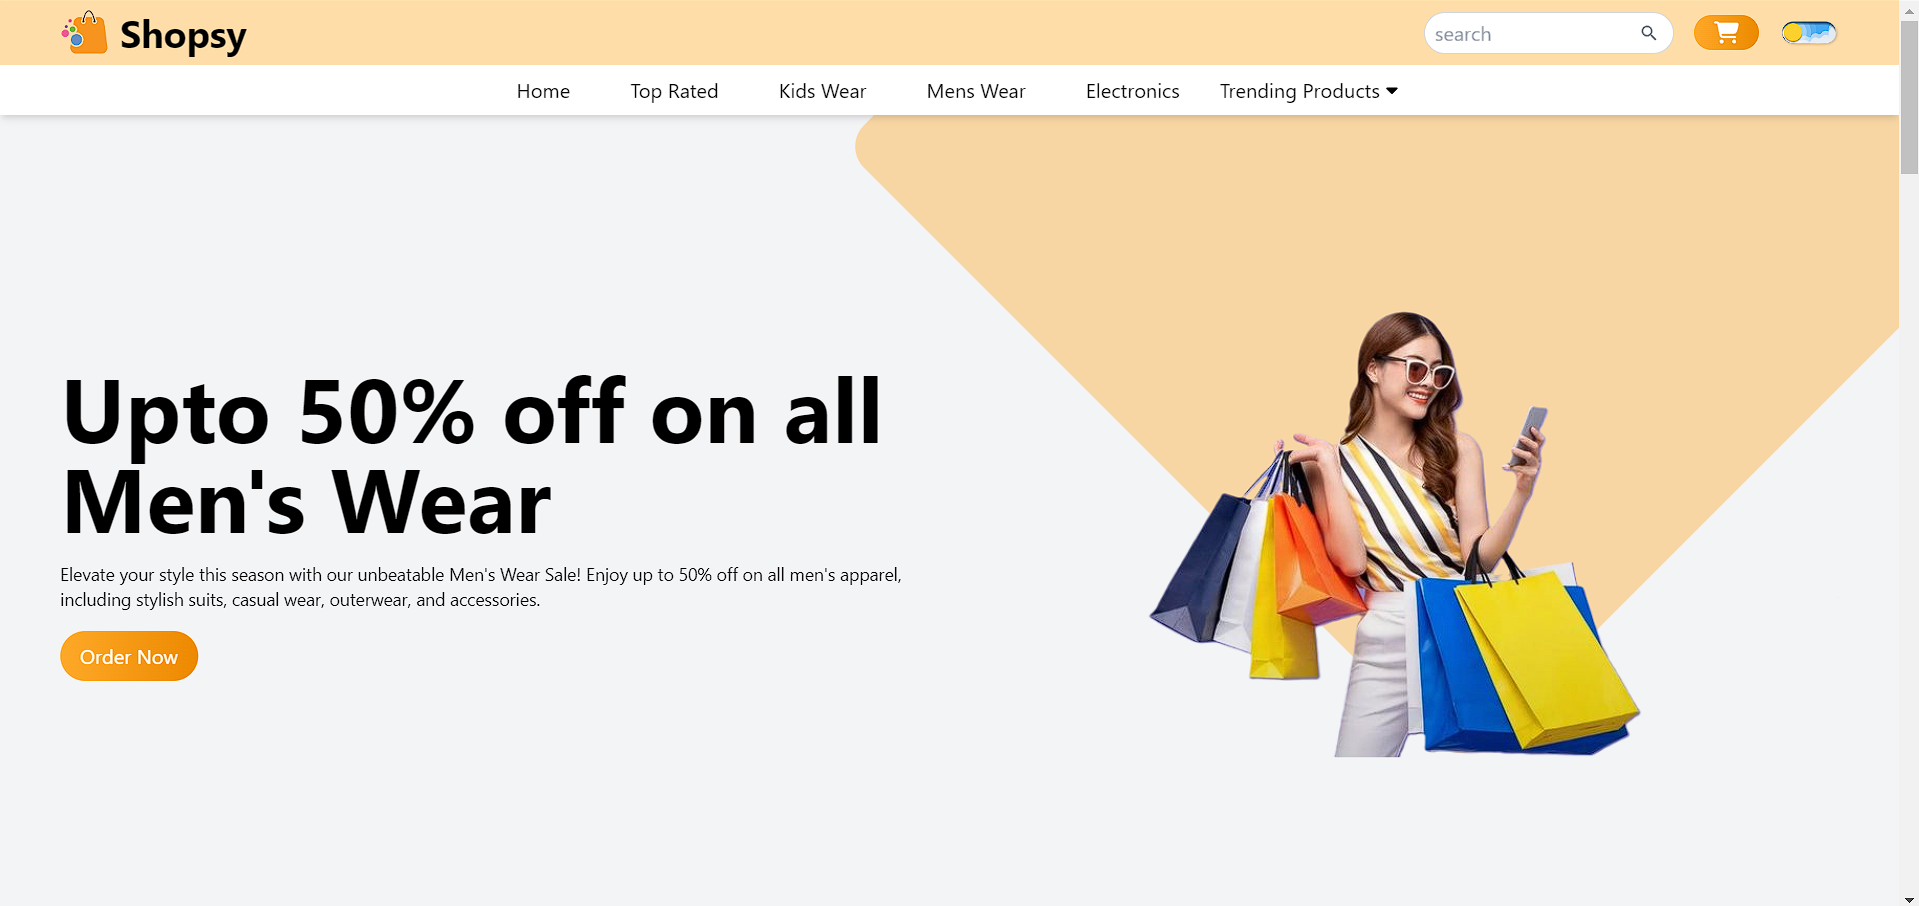 Shopsy
search
Home Top Rated Kids Wear Mens Wear Electronics Trending Products
Upto 50% off on all
Men's Wear
Elevate your style this season with our unbeatable Men's Wear Sale! Enjoy up to 50% off on all men's apparel,
including stylish suits, casual wear, outerwear, and accessories.
Order Now